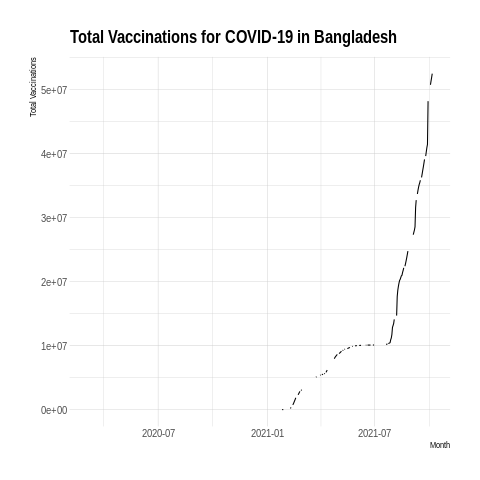 Total Vaccinations for COVID-19 in Bangladesh
Total Vaccinations
5e+07
4e+07
3e+07
2e+07
1e+07
0e+00
2020-07
2021-01
2021-07
Month